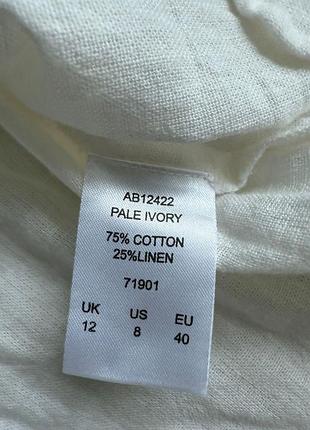 AB12422
PALE IVORY
75% COTTON
25%LINEN
71901
UK US EU
12 8 40